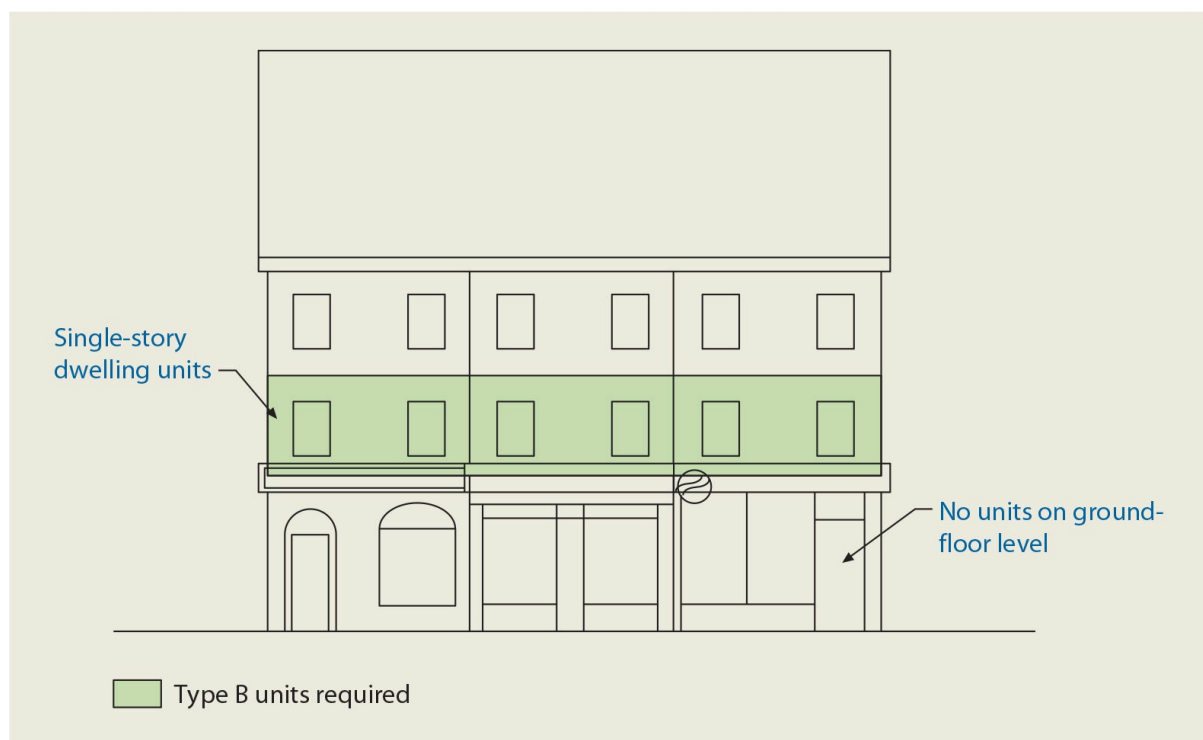 Single-story
dwelling units
No units on ground-
floor level
Type B units required